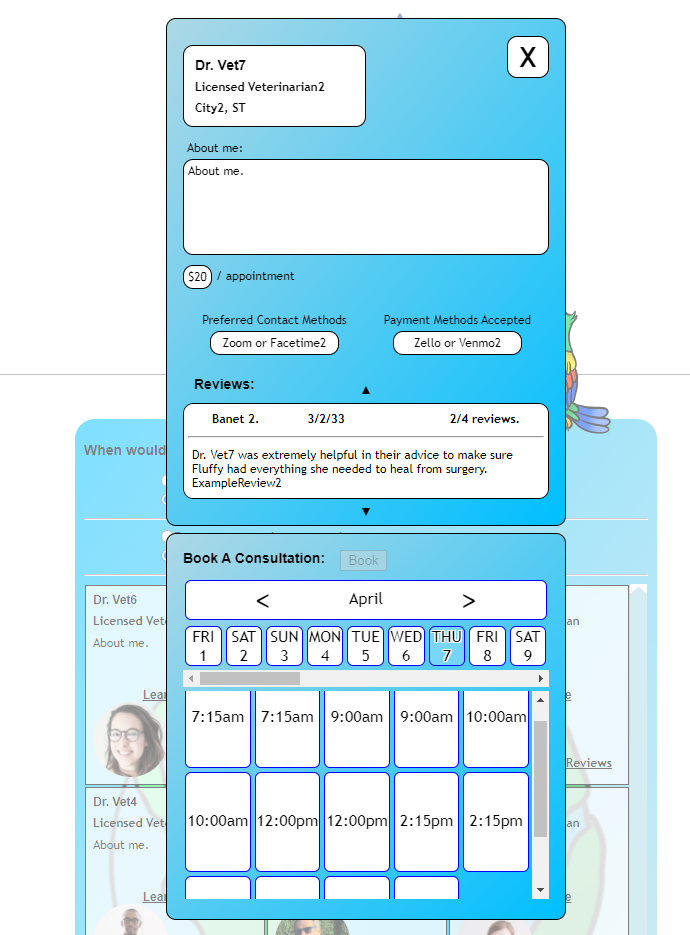 Dr. Vet7
X
Licensed Veterinarian2
City2, ST
About me:
About me.
$20 / appointment
Preferred Contact Methods
Payment Methods Accepted
Zoom or Facetime2
Zello or Venmo2
Reviews:
Banet 2. 3/2/33 2/4 reviews.
Dr. Vet7 was extremely helpful in their advice to make sure
Fluffy had everything she needed to heal from surgery.
ExampleReview2
When would
Book A Consultation: Book
< April >
FRI SAT SUN MON TUE WED THU FRI SAT
1 2 3 4 5 6 7 8 9
7:15am 7:15am 9:00am 9:00am 10:00am
10:00am 12:00pm 12:00pm 2:15pm 2:15pm
Dr. Vet6
Licensed Vet
About me.
Lear
Reviews
Dr. Vet4
Licensed Vet
About me.
Lear